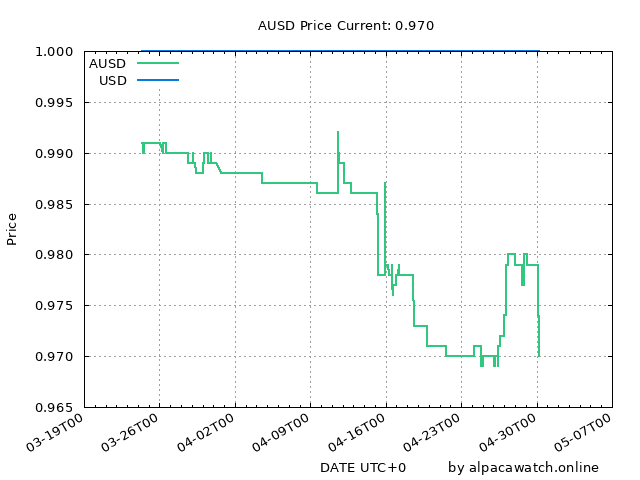 AUSD Price Current: 0.970
1.000
AUSD
USD
0.995
0.990
0.985
0.980
0.975
0.970
0.965
Price
03-19T00
03-26T00
04-02T00
04-09T00
04-16T00
04-23T00
04-30T00
05-07T00
DATE UTC+0
by alpacawatch.online